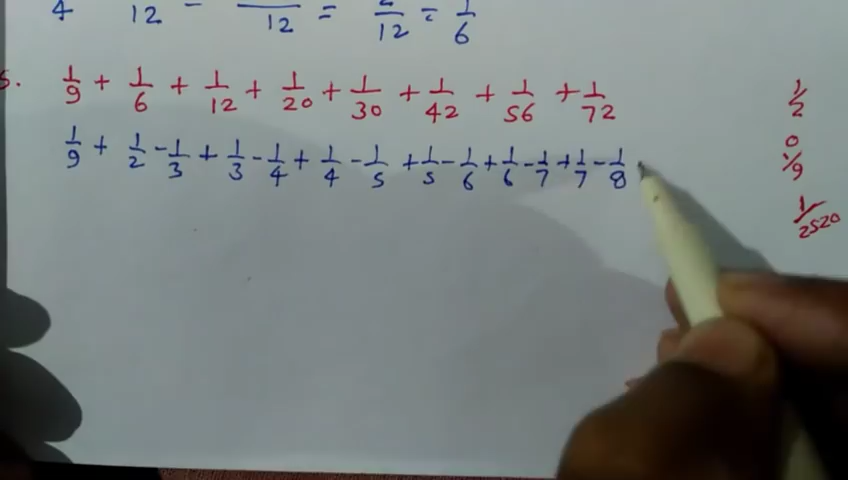 4 12 - 12 = 2/12 = 1/6
5. 1/9 + 1/6 + 1/12 + 1/20 + 1/30 + 1/42 + 1/56 + 1/72
1/9 + 1/2 - 1/3 + 1/3 - 1/4 + 1/4 - 1/5 + 1/5 - 1/6 + 1/6 - 1/7 + 1/7 - 1/8
1/2
0
1/9
1/2520